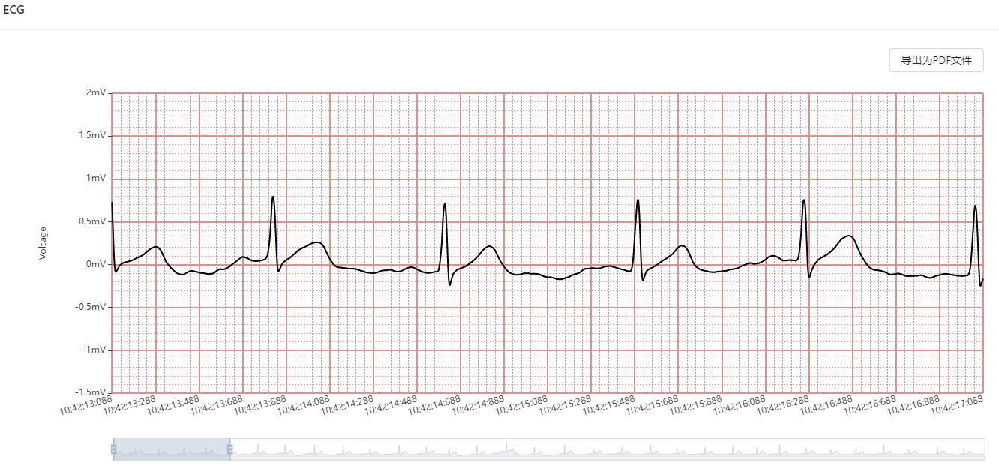 ECG
导出为PDF文件
2mV
1.5mV
1mV
0.5mV
0mV
-0.5mV
-1mV
-1.5mV
Voltage
10:42:13:088
10:42:13:288
10:42:13:488
10:42:13:688
10:42:13:888
10:42:14:088
10:42:14:288
10:42:14:488
10:42:14:688
10:42:14:888
10:42:15:088
10:42:15:288
10:42:15:488
10:42:15:688
10:42:15:888
10:42:16:088
10:42:16:288
10:42:16:488
10:42:16:688
10:42:16:888
10:42:17:088